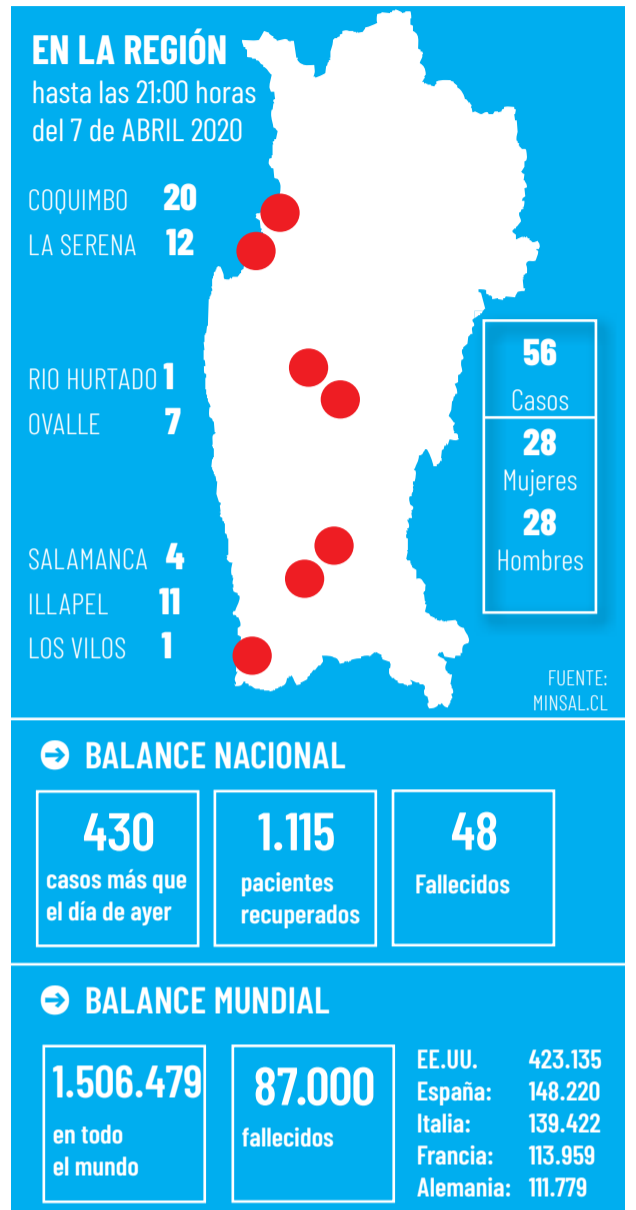 EN LA REGIÓN
hasta las 21:00 horas
del 7 de ABRIL 2020
COQUIMBO 20
LA SERENA 12
RIO HURTADO 1
OVALLE 7
SALAMANCA 4
ILLAPEL 11
LOS VILOS 1
56
Casos
28
Mujeres
28
Hombres
FUENTE:
MINSAL.CL
BALANCE NACIONAL
430
casos más que
el día de ayer
1.115
pacientes
recuperados
48
Fallecidos
BALANCE MUNDIAL
1.506.479
en todo
el mundo
87.000
fallecidos
EE.UU. 423.135
España: 148.220
Italia: 139.422
Francia: 113.959
Alemania: 111.779